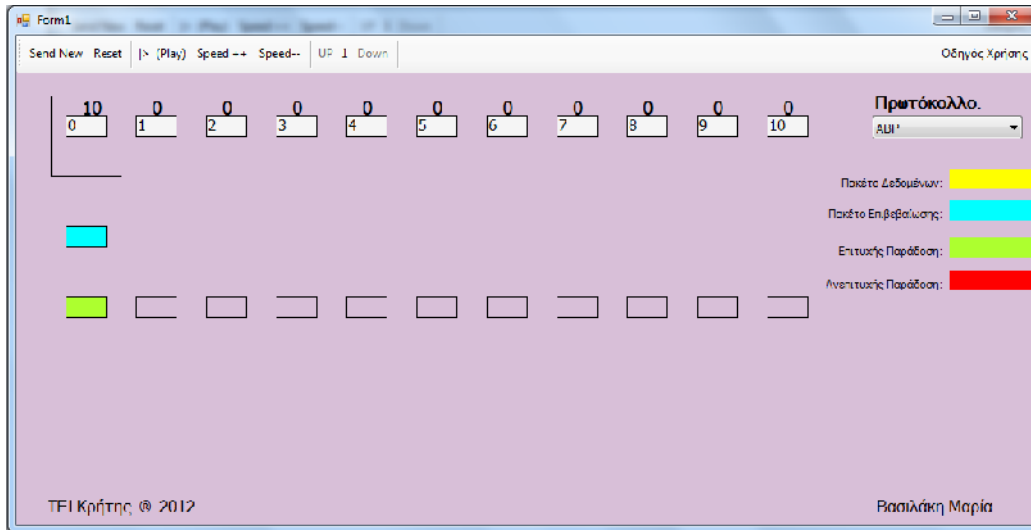 Form1
Send New Reset |> (Play) Speed ++ Speed-- UP 1 Down Οδηγός Χρήσης
10 0 0 0 0 0 0 0 0 0 0
0 1 2 3 4 5 6 7 8 9 10
Πρωτόκολλο.
ABP
Πακέτο Δεδομένων:
Πακέτο Επιβεβαίωσης:
Επιτυχής Παράδοση:
Ανεπιτυχής Παράδοση:
ΤΕΙ Κρήτης @ 2012 Βασιλάκη Μαρία